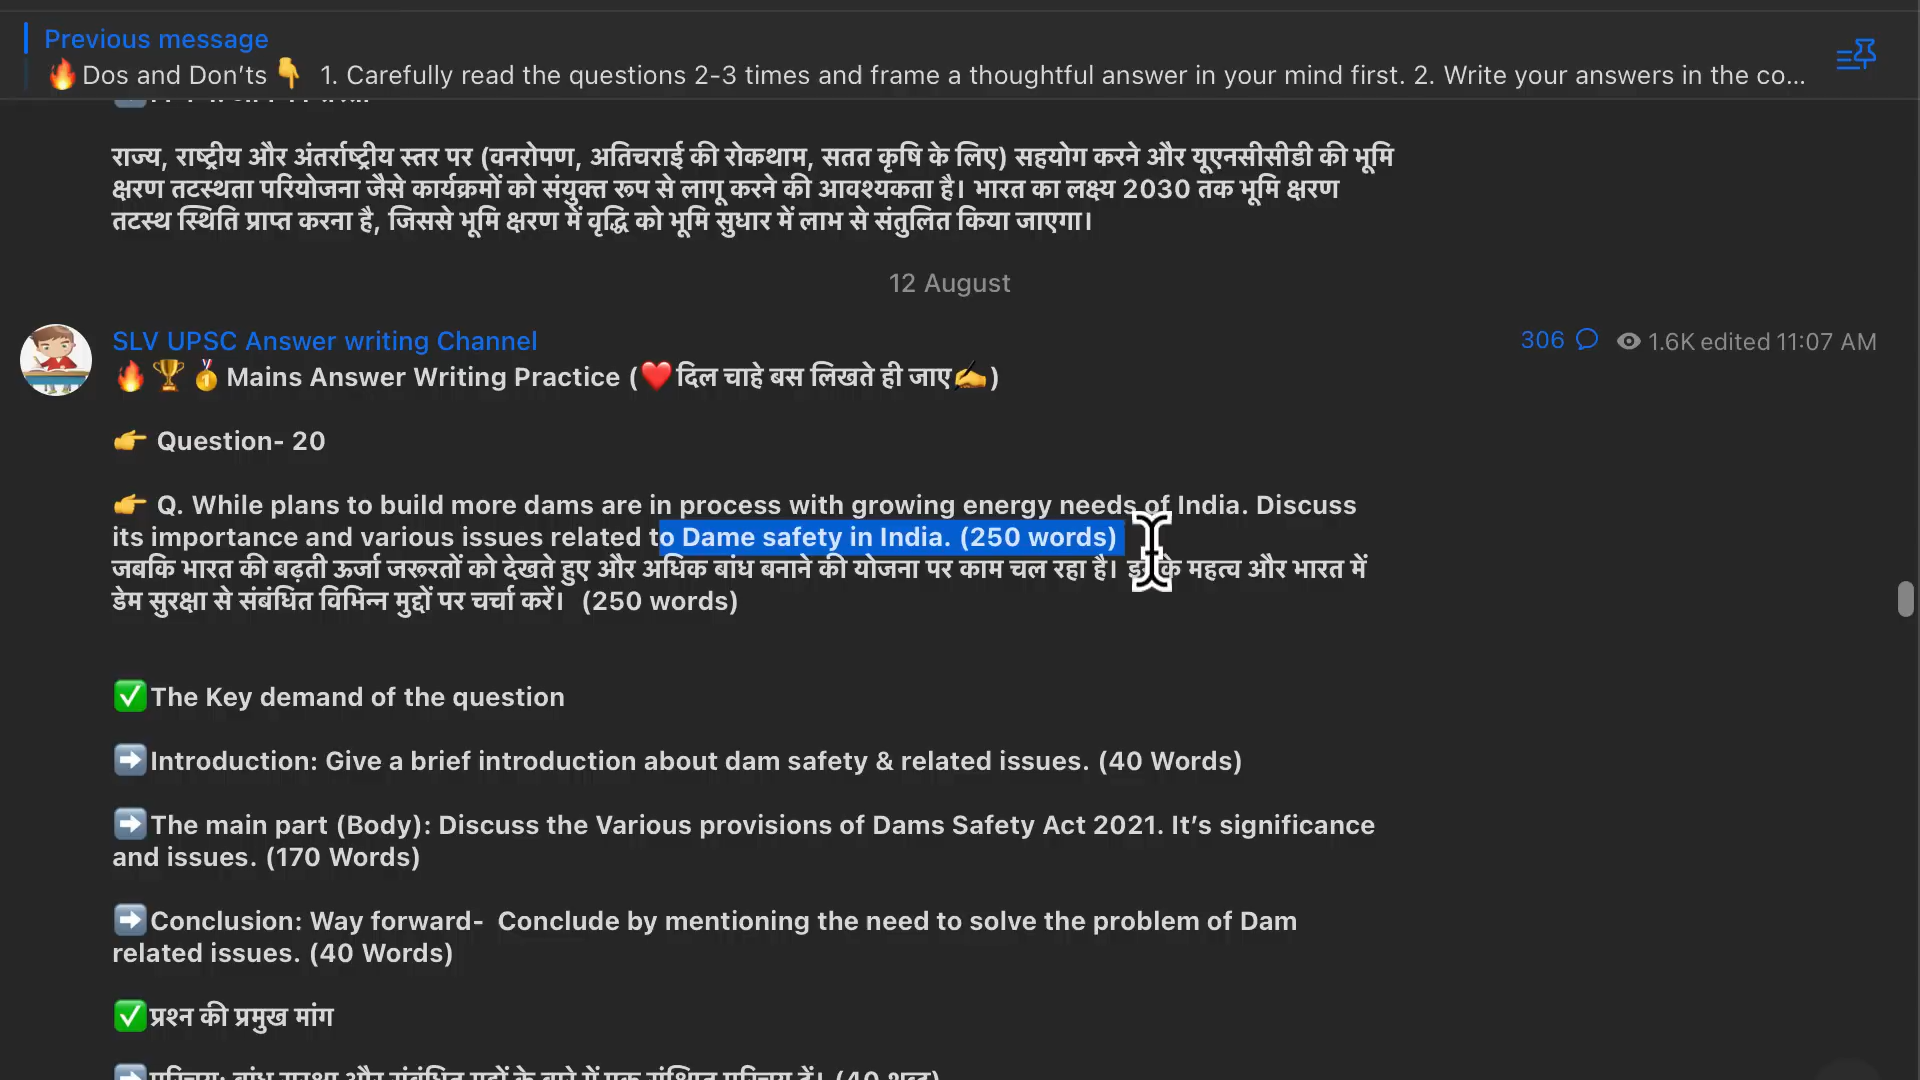 Previous message
🔥Dos and Don'ts 👇 1. Carefully read the questions 2-3 times and frame a thoughtful answer in your mind first. 2. Write your answers in the co...
राज्य, राष्ट्रीय और अंतर्राष्ट्रीय स्तर पर (वनरोपण, अतिचराई की रोकथाम, सतत कृषि के लिए) सहयोग करने और यूएनसीसीडी की भूमि
क्षरण तटस्थता परियोजना जैसे कार्यक्रमों को संयुक्त रूप से लागू करने की आवश्यकता है। भारत का लक्ष्य 2030 तक भूमि क्षरण
तटस्थ स्थिति प्राप्त करना है, जिससे भूमि क्षरण में वृद्धि को भूमि सुधार में लाभ से संतुलित किया जाएगा।
12 August
SLV UPSC Answer writing Channel
306 1.6K edited 11:07 AM
🔥🏆🥇Mains Answer Writing Practice (❤️दिल चाहे बस लिखते ही जाए✍️)
👉 Question- 20
👉 Q. While plans to build more dams are in process with growing energy needs of India. Discuss
its importance and various issues related to Dame safety in India. (250 words)
जबकि भारत की बढ़ती ऊर्जा जरूरतों को देखते हुए और अधिक बांध बनाने की योजना पर काम चल रहा है। इसके महत्व और भारत में
डेम सुरक्षा से संबंधित विभिन्न मुद्दों पर चर्चा करें। (250 words)
✅The Key demand of the question
➡️Introduction: Give a brief introduction about dam safety & related issues. (40 Words)
➡️The main part (Body): Discuss the Various provisions of Dams Safety Act 2021. It's significance
and issues. (170 Words)
➡️Conclusion: Way forward- Conclude by mentioning the need to solve the problem of Dam
related issues. (40 Words)
✅प्रश्न की प्रमुख मांग
➡️परिचय: बांध सुरक्षा और संबंधित मुद्दों के बारे में एक संक्षिप्त परिचय दें। (40 शब्द)